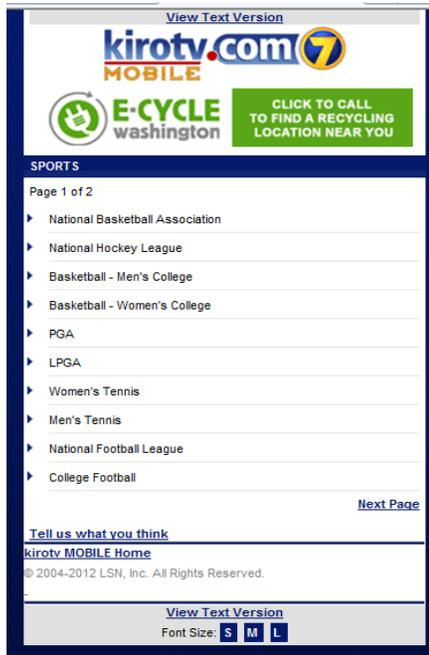 View Text Version
kirotv.com 7
MOBILE
E-CYCLE
washington
CLICK TO CALL
TO FIND A RECYCLING
LOCATION NEAR YOU
SPORTS
Page 1 of 2
National Basketball Association
National Hockey League
Basketball - Men's College
Basketball - Women's College
PGA
LPGA
Women's Tennis
Men's Tennis
National Football League
College Football
Next Page
Tell us what you think
kirotv MOBILE Home
© 2004-2012 LSN, Inc. All Rights Reserved.
View Text Version
Font Size: S M L